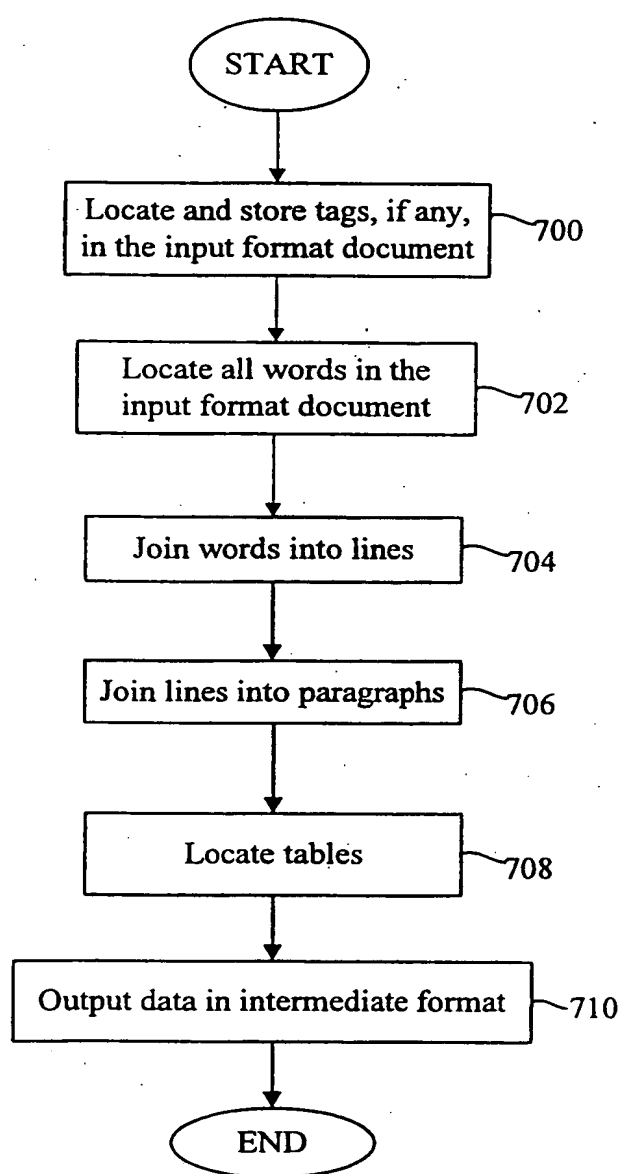 START
Locate and store tags, if any,
in the input format document
700
Locate all words in the
input format document
702
Join words into lines
704
Join lines into paragraphs
706
Locate tables
708
Output data in intermediate format
710
END